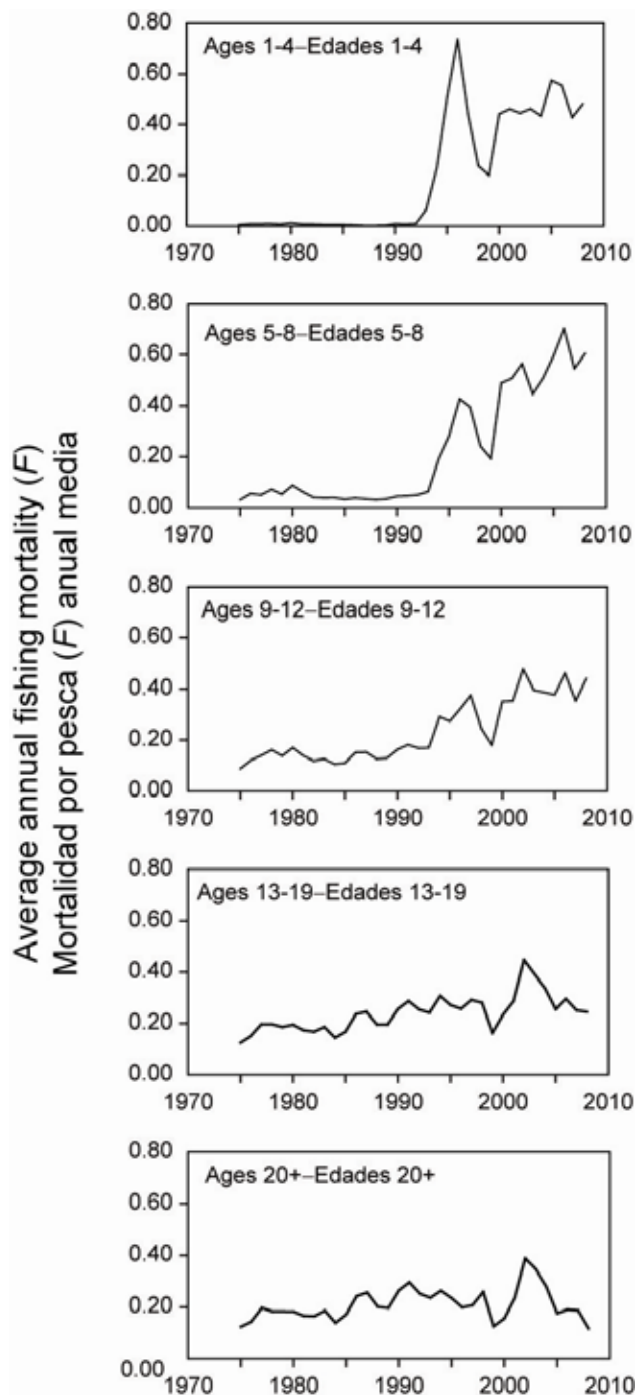 Average annual fishing mortality (F)
Mortalidad por pesca (F) anual media
0.80
Ages 1-4–Edades 1-4
0.60
0.40
0.20
0.00
1970 1980 1990 2000 2010
0.80
Ages 5-8–Edades 5-8
0.60
0.40
0.20
0.00
1970 1980 1990 2000 2010
0.80
Ages 9-12–Edades 9-12
0.60
0.40
0.20
0.00
1970 1980 1990 2000 2010
0.80
Ages 13-19–Edades 13-19
0.60
0.40
0.20
0.00
1970 1980 1990 2000 2010
0.80
Ages 20+–Edades 20+
0.60
0.40
0.20
0.00
1970 1980 1990 2000 2010